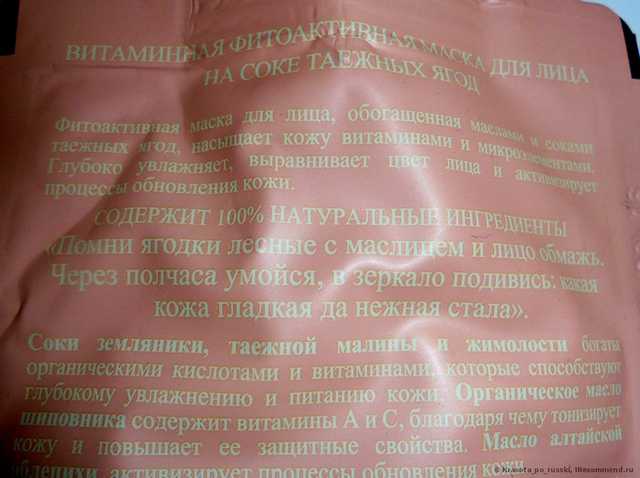 ВИТАМИННАЯ ФИТОАКТИВНАЯ МАСКА ДЛЯ ЛИЦА
НА СОКЕ ТАЕЖНЫХ ЯГОД
Фитоактивная маска для лица, обогащенная маслами и соками
таежных ягод, насыщает кожу витаминами и микроэлементами.
Глубоко увлажняет, выравнивает цвет лица и активизирует
процессы обновления кожи.
СОДЕРЖИТ 100% НАТУРАЛЬНЫЕ ИНГРЕДИЕНТЫ
«Помни ягодки лесные с маслицем и лицо обмажь.
Через полчаса умойся, в зеркало подивись: какая
кожа гладкая да нежная стала».
Соки земляники, таежной малины и жимолости богаты
органическими кислотами и витаминами, которые способствуют
глубокому увлажнению и питанию кожи. Органическое масло
шиповника содержит витамины А и С, благодаря чему тонизирует
кожу и повышает ее защитные свойства. Масло алтайской
облепихи активизирует процессы обновления кожи.
© Krasota_po_russki, IRecommend.ru